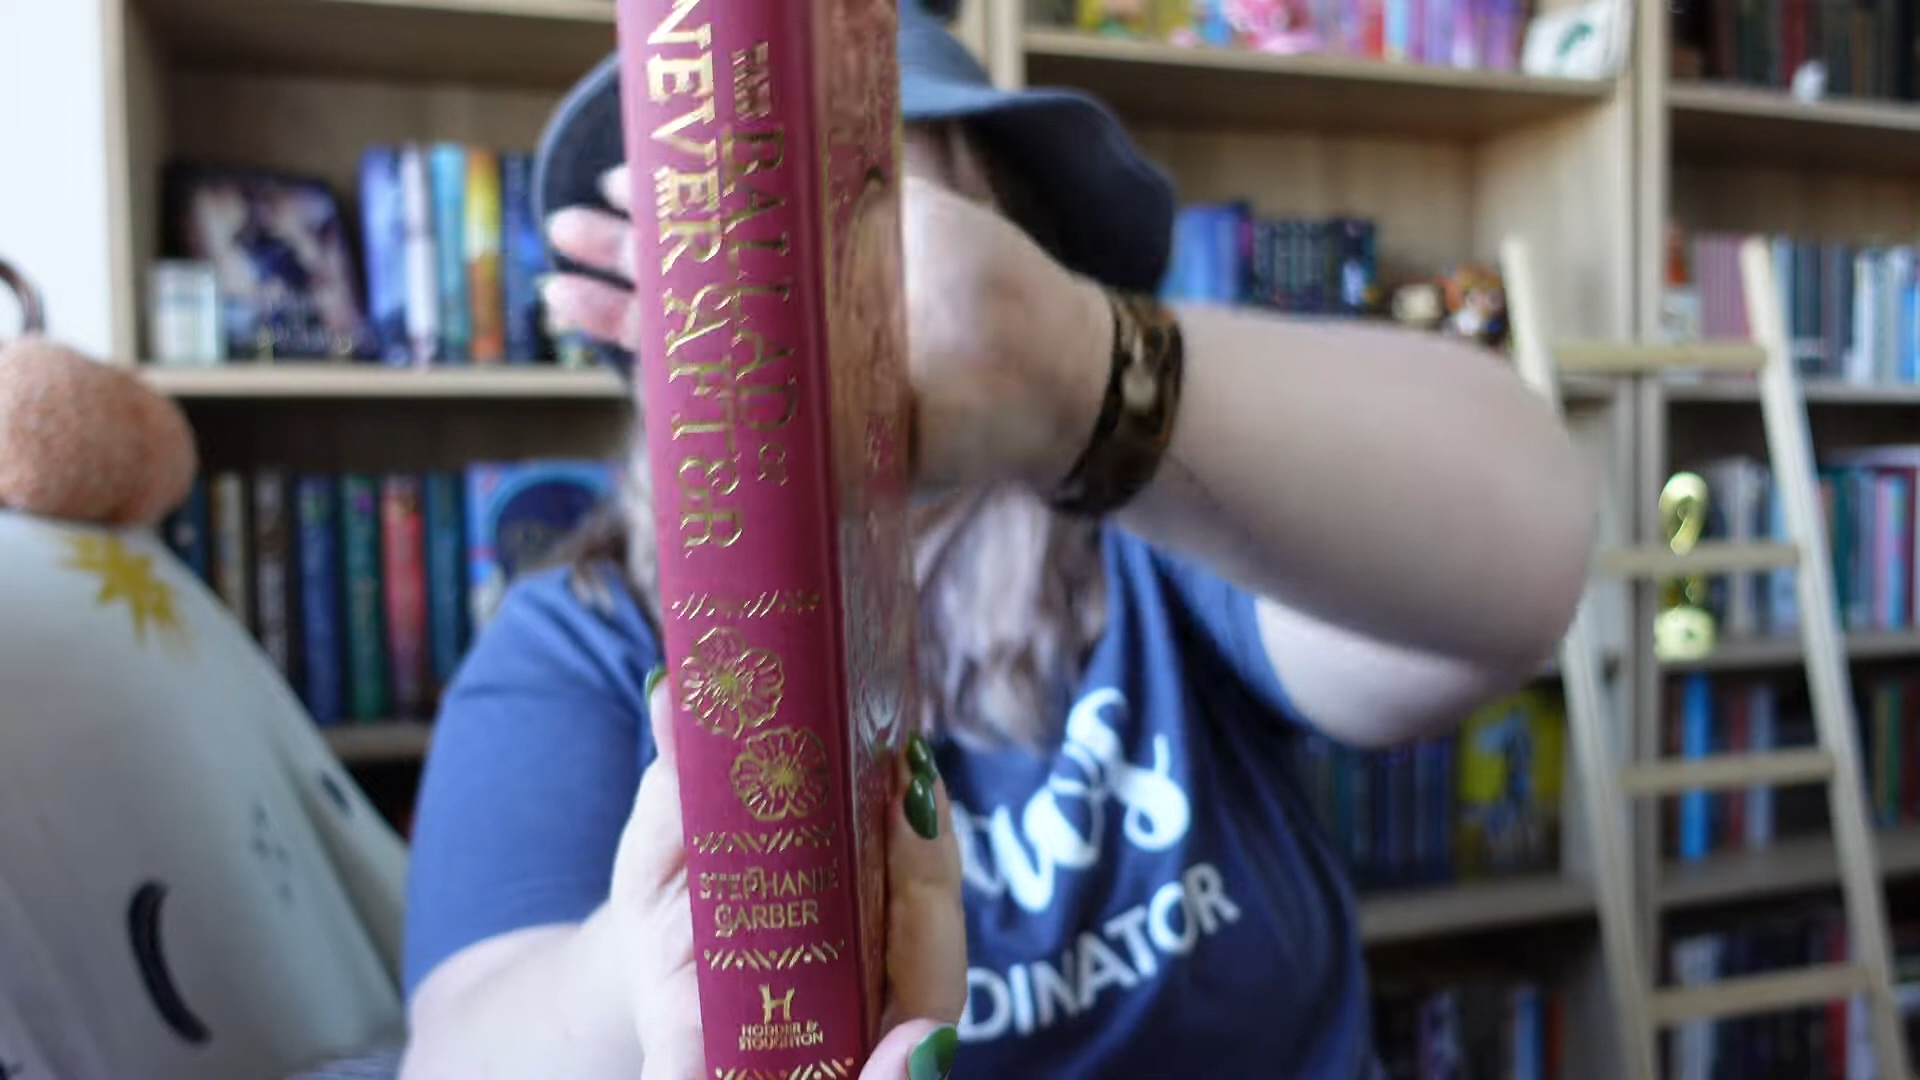 THE BALLAD OF
NEVER AFTER
STEPHANIE
GARBER
H
HODDER &
STOUGHTON
DINATOR